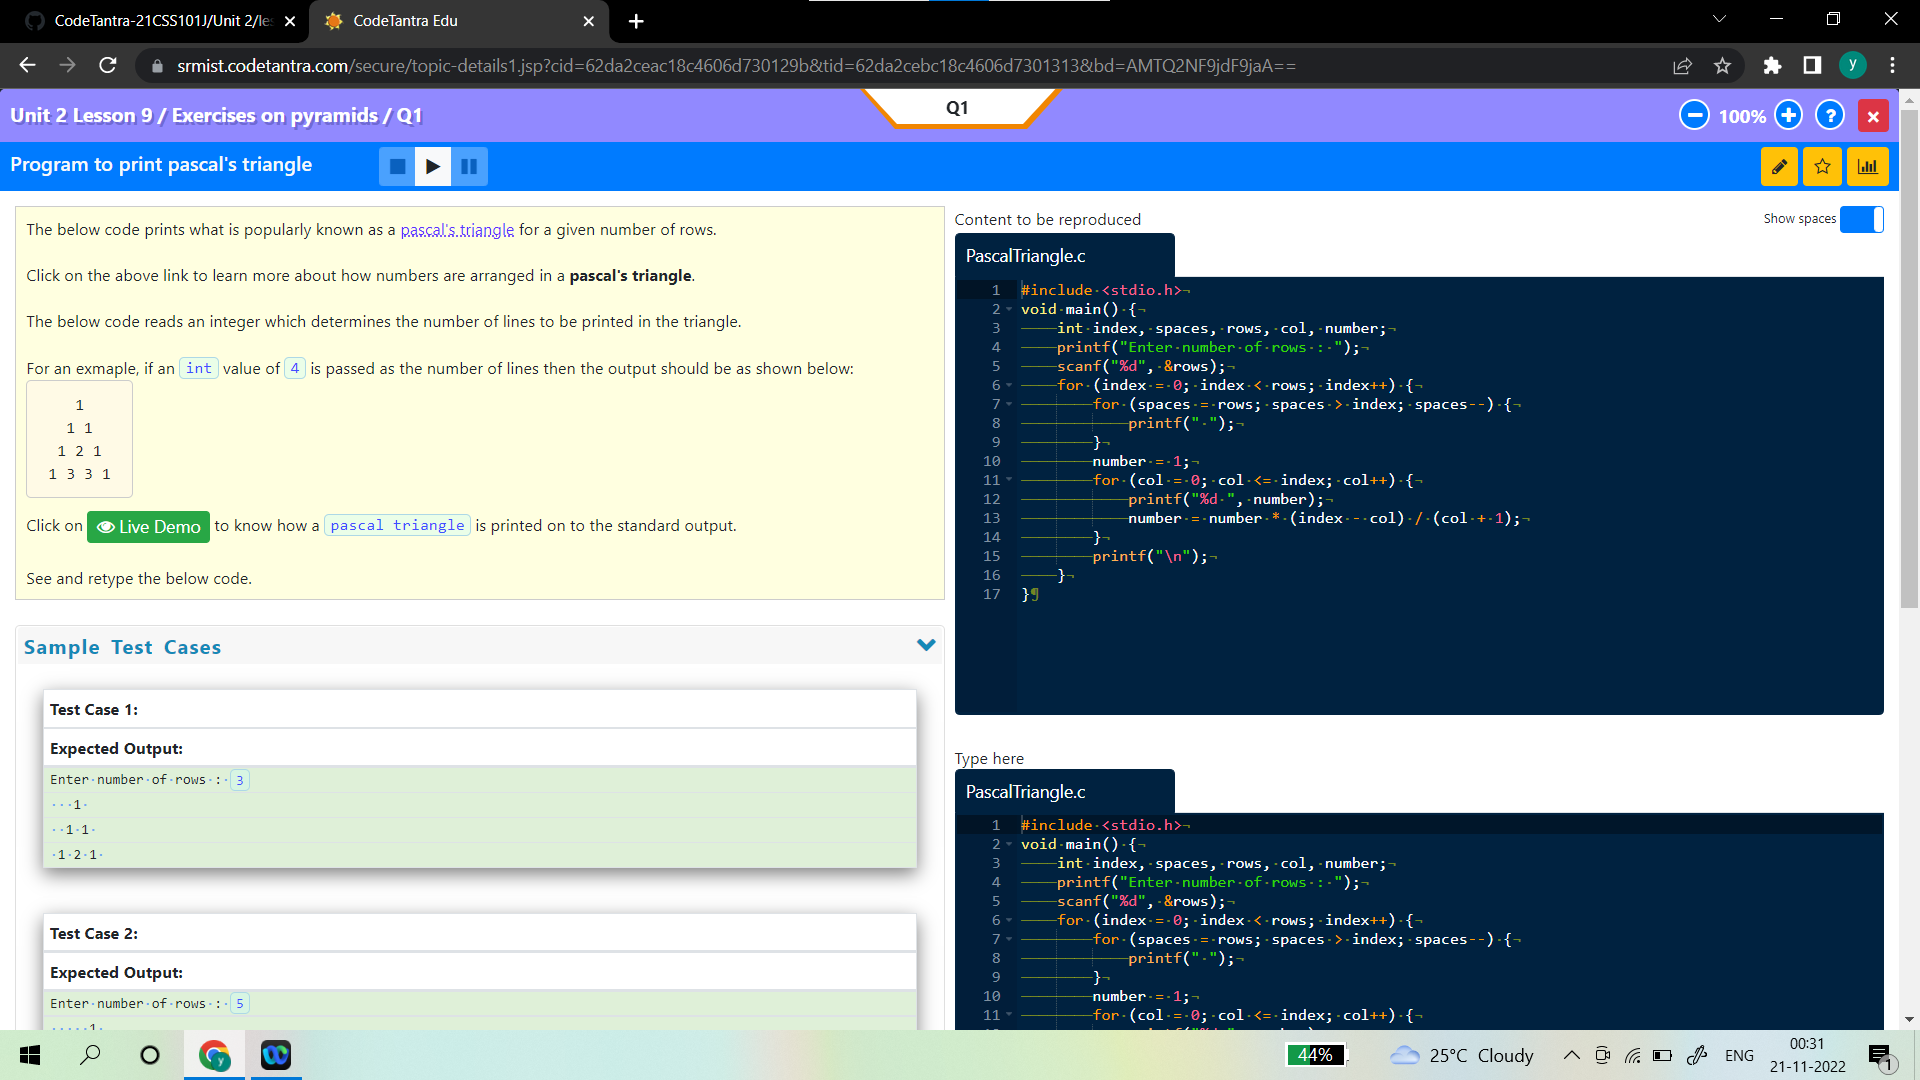 CodeTantra-21CSS101J/Unit 2/les
CodeTantra Edu
srmist.codetantra.com/secure/topic-details1.jsp?cid=62da2ceac18c4606d730129b&tid=62da2cebc18c4606d7301313&bd=AMTQ2NF9jdF9jaA==
y
Unit 2 Lesson 9 / Exercises on pyramids / Q1
Q1
100%
?
Program to print pascal's triangle
The below code prints what is popularly known as a pascal's triangle for a given number of rows.
Click on the above link to learn more about how numbers are arranged in a pascal's triangle.
The below code reads an integer which determines the number of lines to be printed in the triangle.
For an exmaple, if an int value of 4 is passed as the number of lines then the output should be as shown below:
1
1 1
1 2 1
1 3 3 1
Click on Live Demo to know how a pascal triangle is printed on to the standard output.
See and retype the below code.
Sample Test Cases
Test Case 1:
Expected Output:
Enter·number·of·rows·:· 3
···1·
··1·1·
·1·2·1·
Test Case 2:
Expected Output:
Enter·number·of·rows·:· 5
·····1·
Content to be reproduced
Show spaces
PascalTriangle.c
1 #include·<stdio.h>¬
2 void·main()·{¬
3 int·index,·spaces,·rows,·col,·number;¬
4 printf("Enter·number·of·rows·:·");¬
5 scanf("%d",·&rows);¬
6 for·(index·=·0;·index·<·rows;·index++)·{¬
7 for·(spaces·=·rows;·spaces·>·index;·spaces--)·{¬
8 printf("·");¬
9 }¬
10 number·=·1;¬
11 for·(col·=·0;·col·<=·index;·col++)·{¬
12 printf("%d·",·number);¬
13 number·=·number·*·(index·-·col)·/·(col·+·1);¬
14 }¬
15 printf("\n");¬
16 }¬
17 }¶
Type here
PascalTriangle.c
1 #include·<stdio.h>¬
2 void·main()·{¬
3 int·index,·spaces,·rows,·col,·number;¬
4 printf("Enter·number·of·rows·:·");¬
5 scanf("%d",·&rows);¬
6 for·(index·=·0;·index·<·rows;·index++)·{¬
7 for·(spaces·=·rows;·spaces·>·index;·spaces--)·{¬
8 printf("·");¬
9 }¬
10 number·=·1;¬
11 for·(col·=·0;·col·<=·index;·col++)·{¬
44%
25°C Cloudy
ENG
00:31
21-11-2022
1